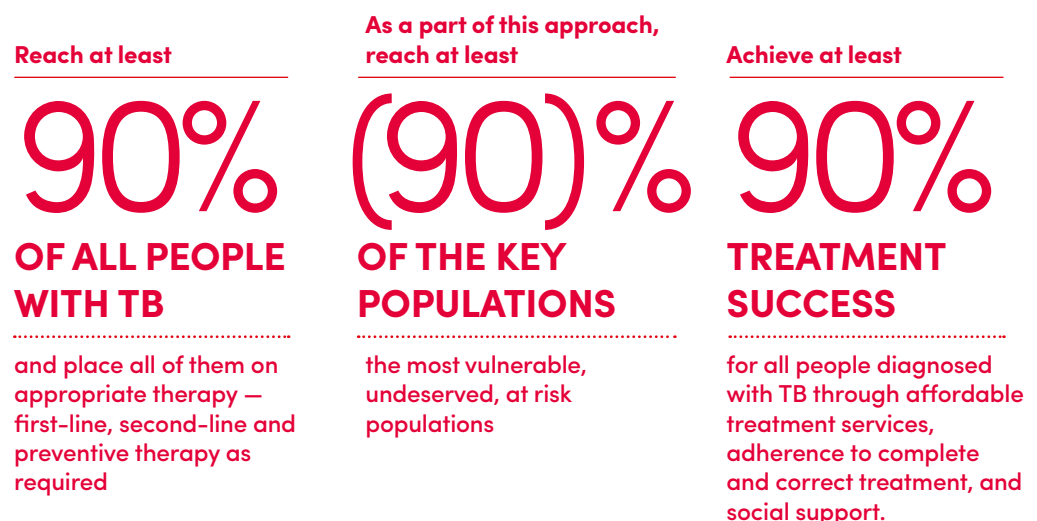 Reach at least
90%
OF ALL PEOPLE
WITH TB
and place all of them on
appropriate therapy —
first-line, second-line and
preventive therapy as
required
As a part of this approach,
reach at least
(90)%
OF THE KEY
POPULATIONS
the most vulnerable,
undeserved, at risk
populations
Achieve at least
90%
TREATMENT
SUCCESS
for all people diagnosed
with TB through affordable
treatment services,
adherence to complete
and correct treatment, and
social support.